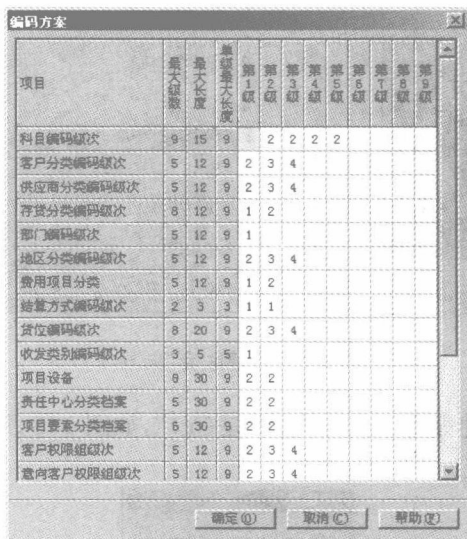 编码方案
项目 最大级数 最大长度 单级最大长度 第1级 第2级 第3级 第4级 第5级 第6级 第7级 第8级 第9级
科目编码级次 9 15 9 2 2 2 2
客户分类编码级次 5 12 9 2 3 4
供应商分类编码级次 5 12 9 2 3 4
存货分类编码级次 8 12 9 1 2
部门编码级次 5 12 9 1
地区分类编码级次 5 12 9 2 3 4
费用项目分类 5 12 9 1 2
结算方式编码级次 2 3 3 1 1
货位编码级次 8 20 9 2 3 4
收发类别编码级次 3 5 5 1
项目设备 9 30 9 2 2
责任中心分类档案 5 30 9 2 2
项目要素分类档案 6 30 9 2 2
客户权限组级次 5 12 9 2 3 4
意向客户权限组级次 5 12 9 2 3 4
确定(O) 取消(C) 帮助(F)